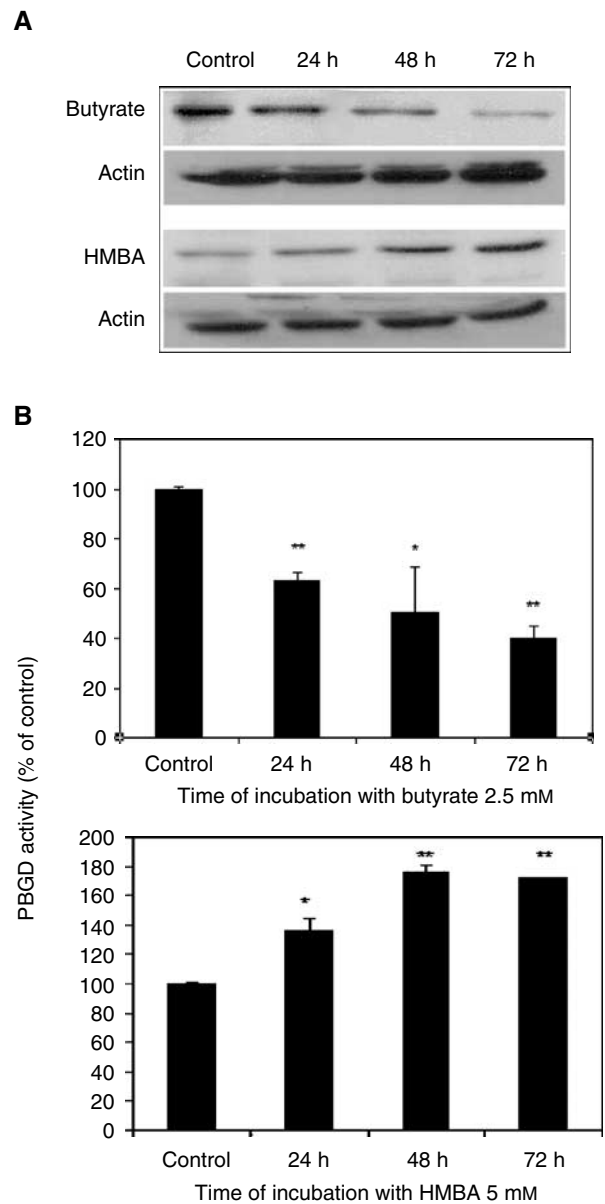 A
Control 24 h 48 h 72 h
Butyrate
Actin
HMBA
Actin
B
PBGD activity (% of control)
120
100
80
60
40
20
0
** * **
Control 24 h 48 h 72 h
Time of incubation with butyrate 2.5 mM
200
180
160
140
120
100
80
60
40
20
0
* ** **
Control 24 h 48 h 72 h
Time of incubation with HMBA 5 mM